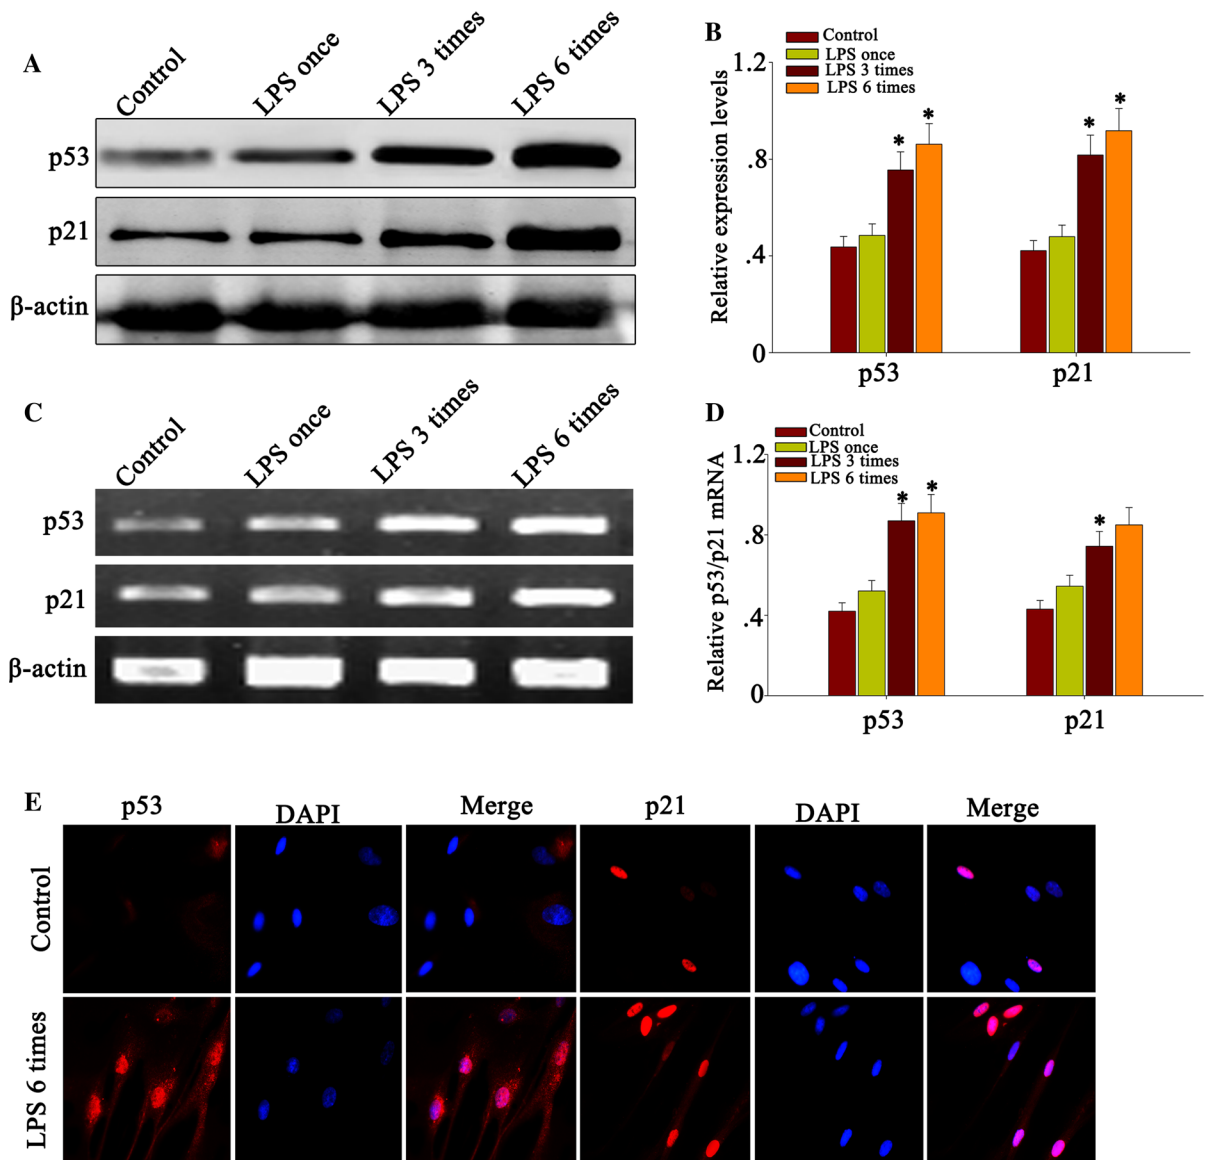 A
Control
LPS once
LPS 3 times
LPS 6 times
p53
p21
β-actin
B
Control
LPS once
LPS 3 times
LPS 6 times
Relative expression levels
1.2
.8
.4
0
* * * *
p53 p21
C
Control
LPS once
LPS 3 times
LPS 6 times
p53
p21
β-actin
D
Control
LPS once
LPS 3 times
LPS 6 times
Relative p53/p21 mRNA
1.2
.8
.4
0
* * *
p53 p21
E
p53 DAPI Merge p21 DAPI Merge
Control
LPS 6 times